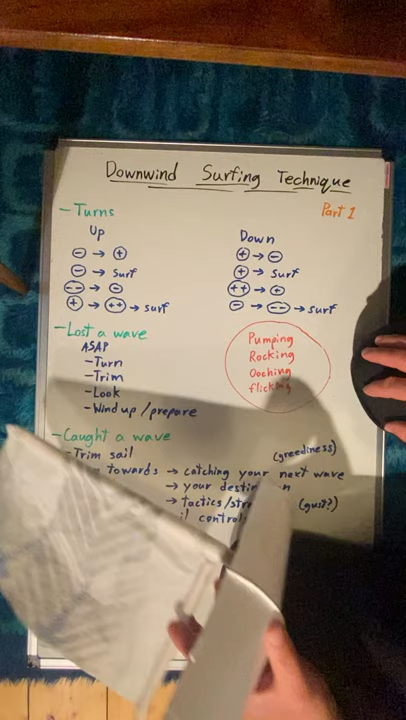 Downwind Surfing Technique
Part 1
- Turns
Up
⊖ → ⊕
⊖ → surf
(--) → ⊖
⊕ → (++) → surf
Down
⊕ → ⊖
⊕ → surf
(++) → ⊕
⊖ → (--) → surf
- Lost a wave
ASAP
- Turn
- Trim
- Look
- Wind up / prepare
Pumping
Rocking
Ooching
flicking
- Caught a wave
- Trim sail
(greediness)
towards → catching your next wave
→ your
→ tactics/ (gust?)
control